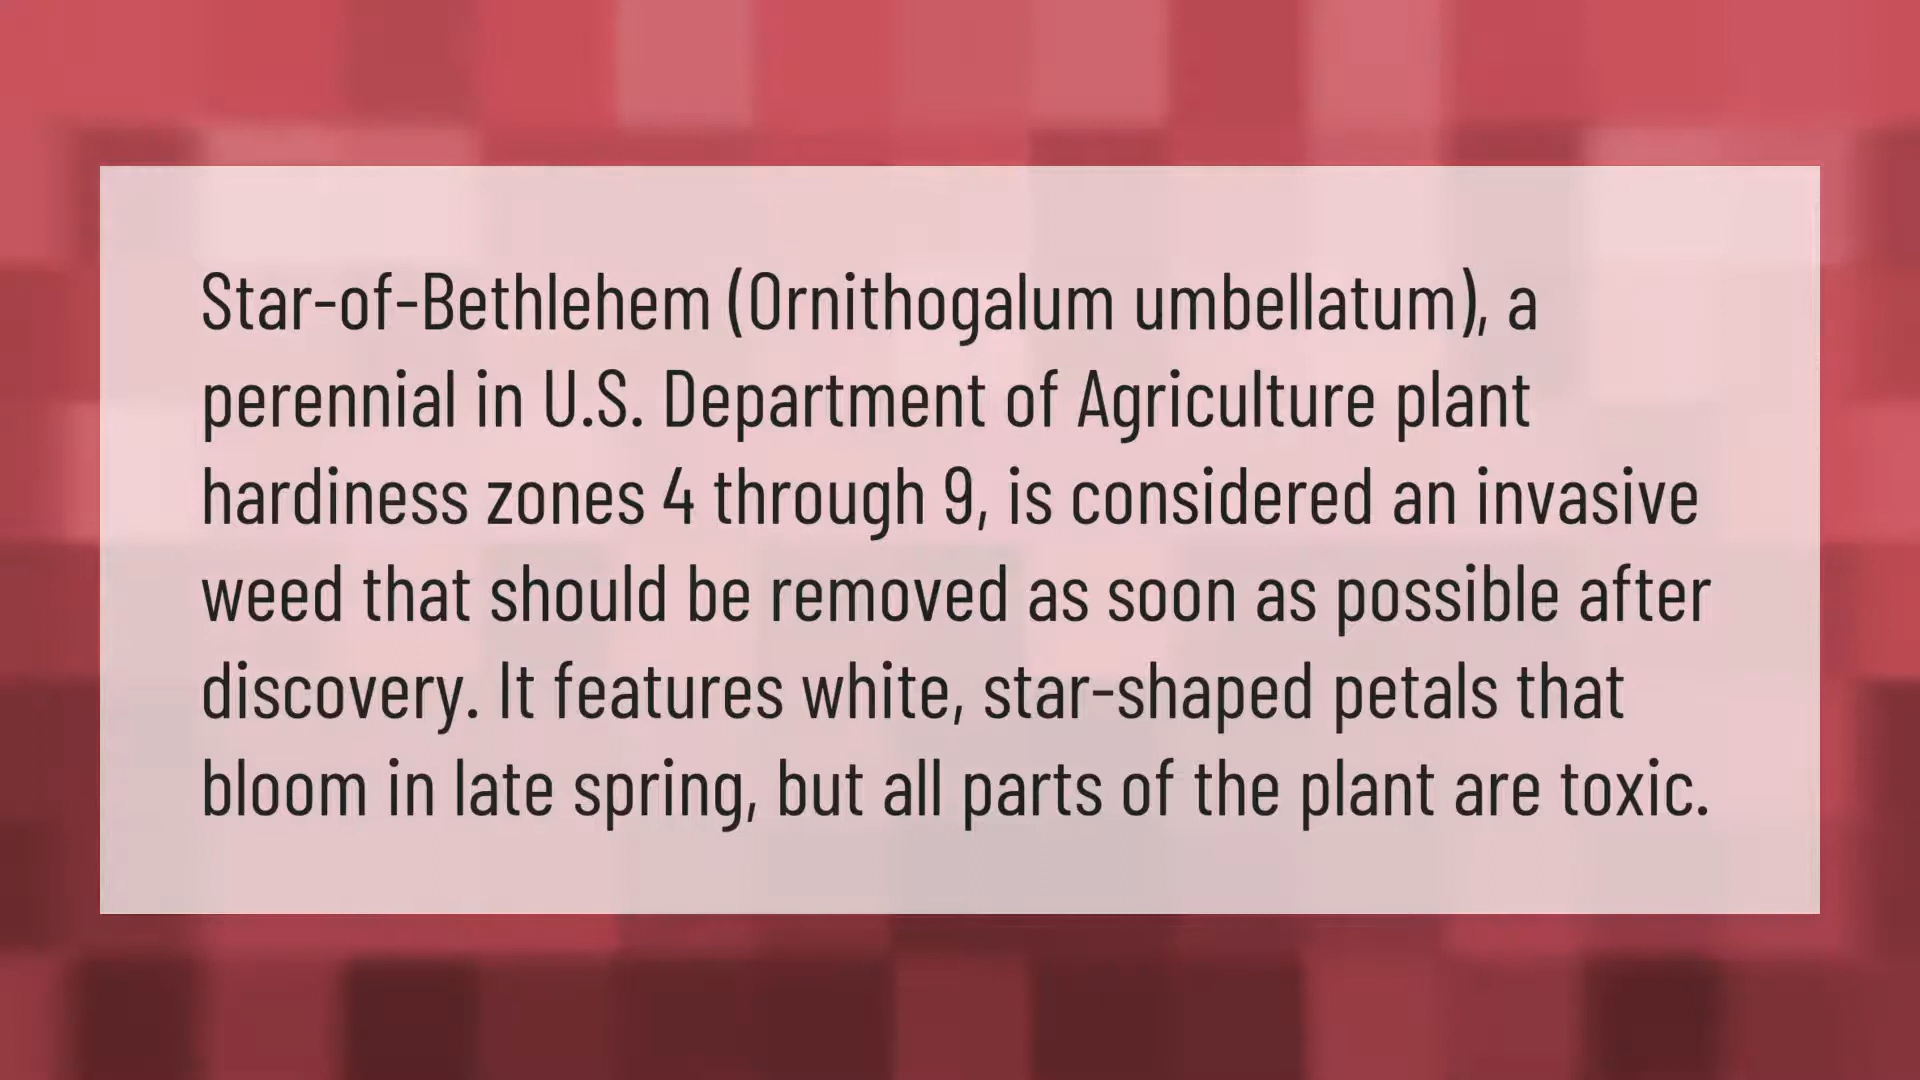 Star-of-Bethlehem (Ornithogalum umbellatum), a
perennial in U.S. Department of Agriculture plant
hardiness zones 4 through 9, is considered an invasive
weed that should be removed as soon as possible after
discovery. It features white, star-shaped petals that
bloom in late spring, but all parts of the plant are toxic.